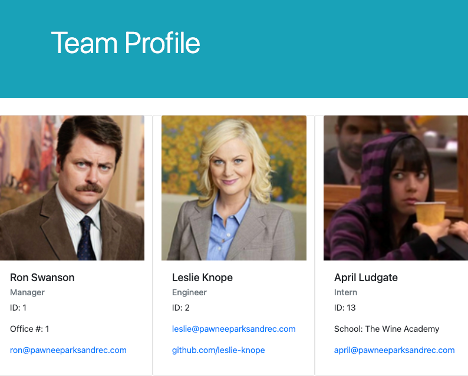 Team Profile
Ron Swanson
Manager
ID: 1
Office #: 1
ron@pawneeparksandrec.com
Leslie Knope
Engineer
ID: 2
leslie@pawneeparksandrec.com
github.com/leslie-knope
April Ludgate
Intern
ID: 13
School: The Wine Academy
april@pawneeparksandrec.com